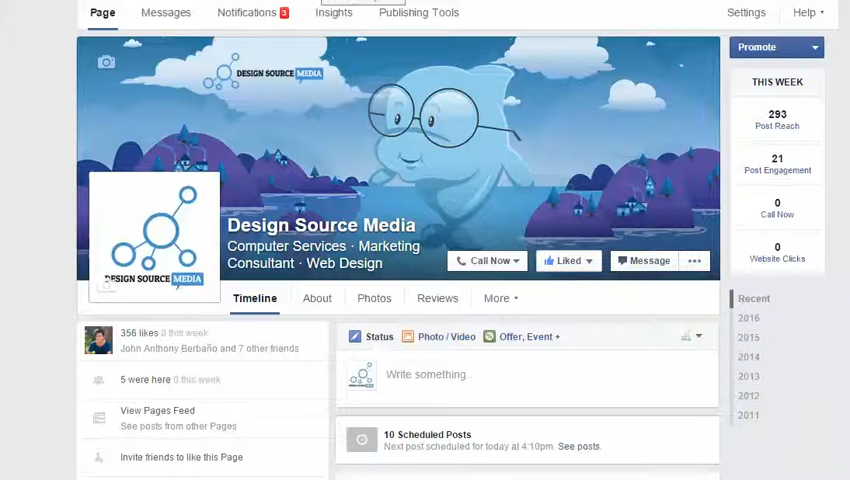 Page Messages Notifications 3 Insights Publishing Tools Settings Help
DESIGN SOURCE MEDIA
Promote
THIS WEEK
293
Post Reach
21
Post Engagement
0
Call Now
0
Website Clicks
DESIGN SOURCE MEDIA
Design Source Media
Computer Services · Marketing
Consultant · Web Design
Call Now Liked Message
Timeline About Photos Reviews More
Recent
2016
2015
2014
2013
2012
2011
356 likes 0 this week
John Anthony Berbaño and 7 other friends
5 were here 0 this week
View Pages Feed
See posts from other Pages
Invite friends to like this Page
Status Photo / Video Offer, Event +
Write something..
10 Scheduled Posts
Next post scheduled for today at 4:10pm. See posts.